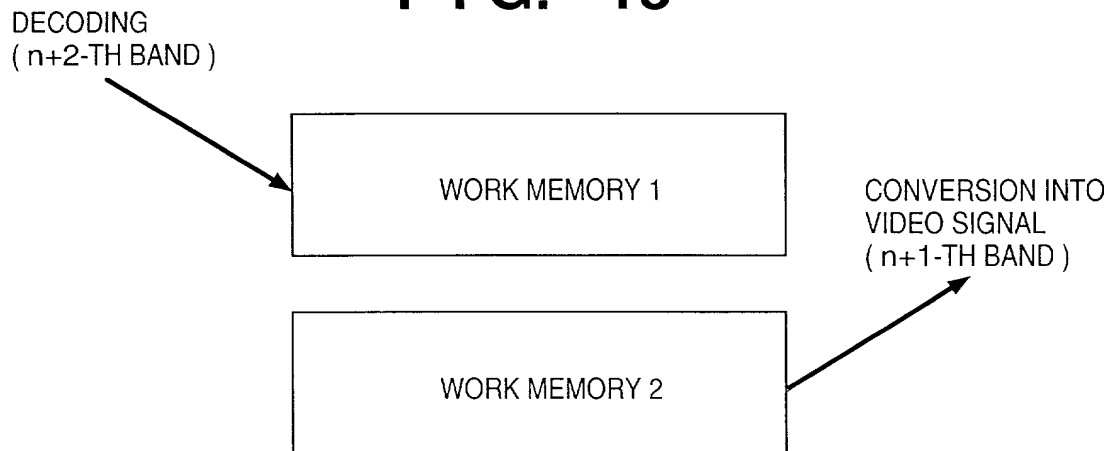 DECODING
( n+2-TH BAND )
WORK MEMORY 1
CONVERSION INTO
VIDEO SIGNAL
( n+1-TH BAND )
WORK MEMORY 2